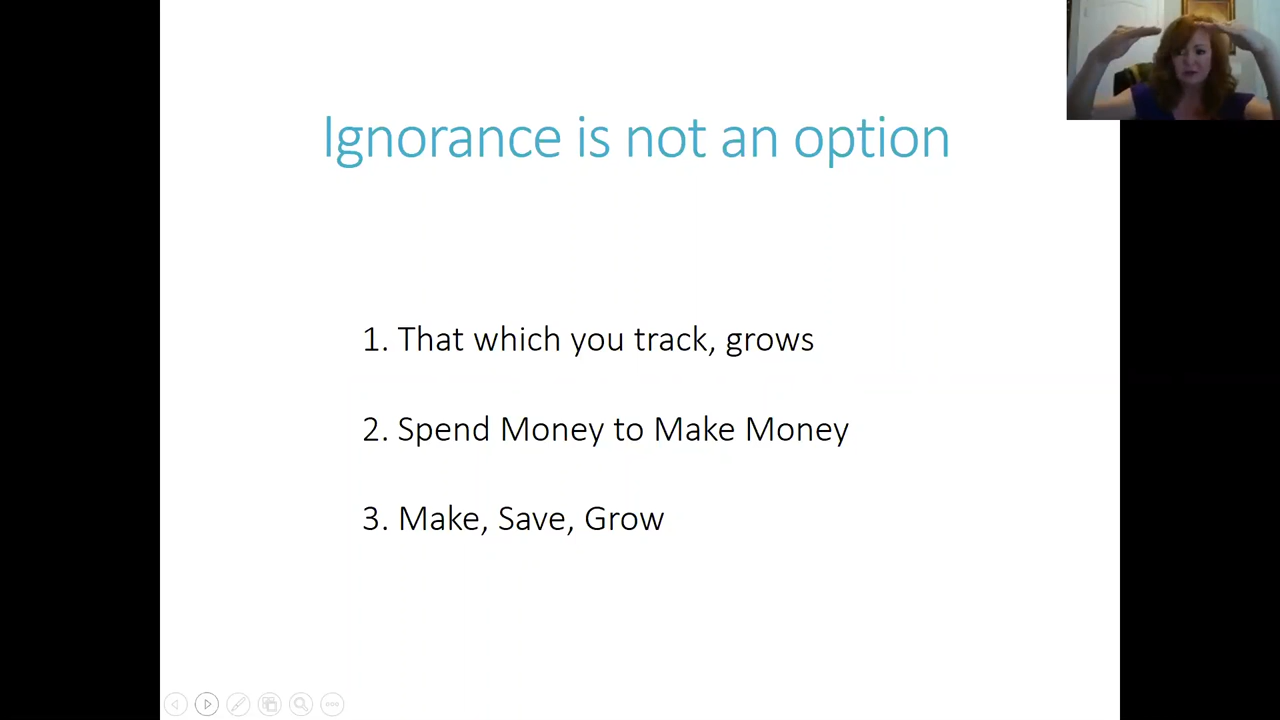 Ignorance is not an option
1. That which you track, grows
2. Spend Money to Make Money
3. Make, Save, Grow